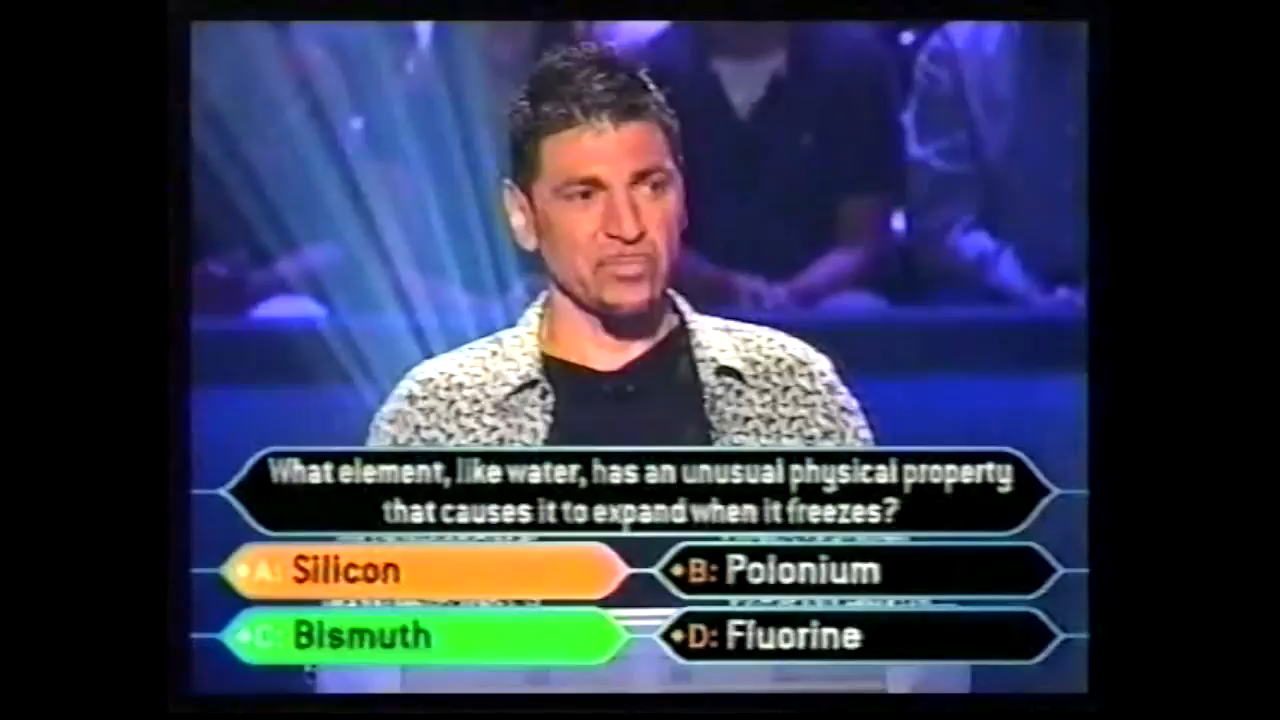 What element, like water, has an unusual physical property
that causes it to expand when it freezes?
A: Silicon
B: Polonium
C: Bismuth
D: Fluorine